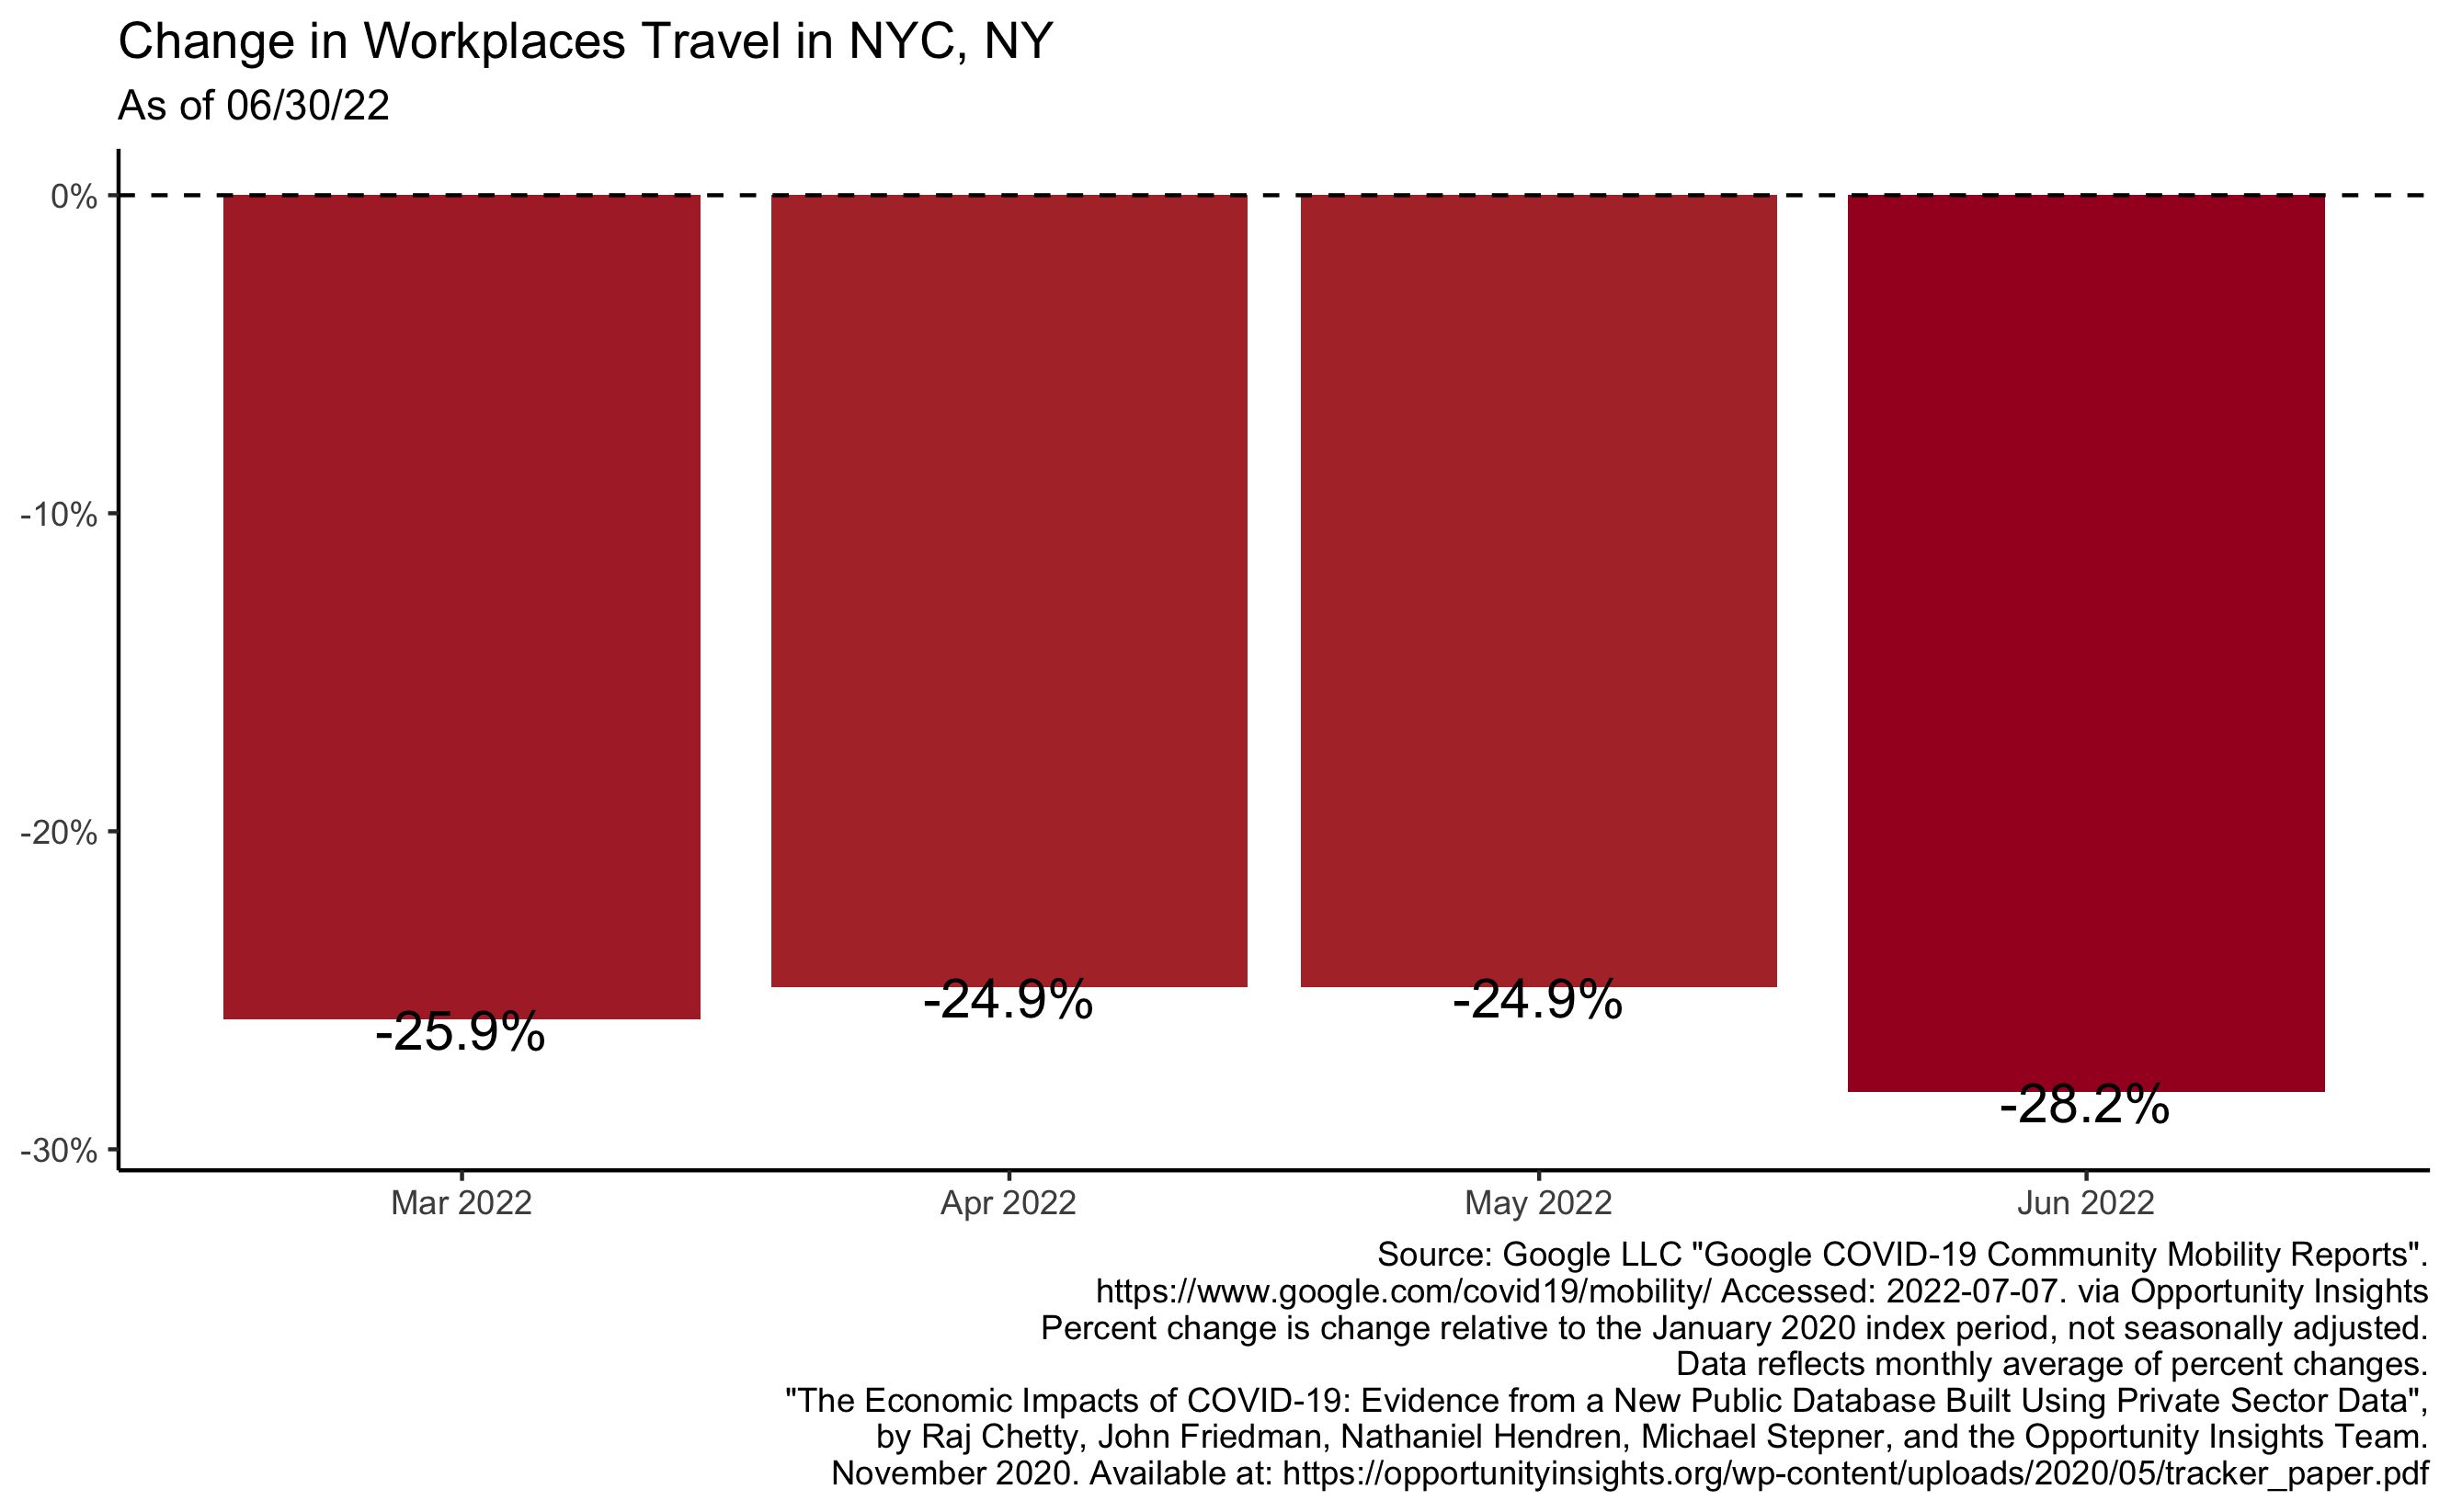 Change in Workplaces Travel in NYC, NY
As of 06/30/22
0%
-10%
-20%
-30%
-25.9%
-24.9%
-24.9%
-28.2%
Mar 2022
Apr 2022
May 2022
Jun 2022
Source: Google LLC "Google COVID-19 Community Mobility Reports".
https://www.google.com/covid19/mobility/ Accessed: 2022-07-07. via Opportunity Insights
Percent change is change relative to the January 2020 index period, not seasonally adjusted.
Data reflects monthly average of percent changes.
"The Economic Impacts of COVID-19: Evidence from a New Public Database Built Using Private Sector Data",
by Raj Chetty, John Friedman, Nathaniel Hendren, Michael Stepner, and the Opportunity Insights Team.
November 2020. Available at: https://opportunityinsights.org/wp-content/uploads/2020/05/tracker_paper.pdf